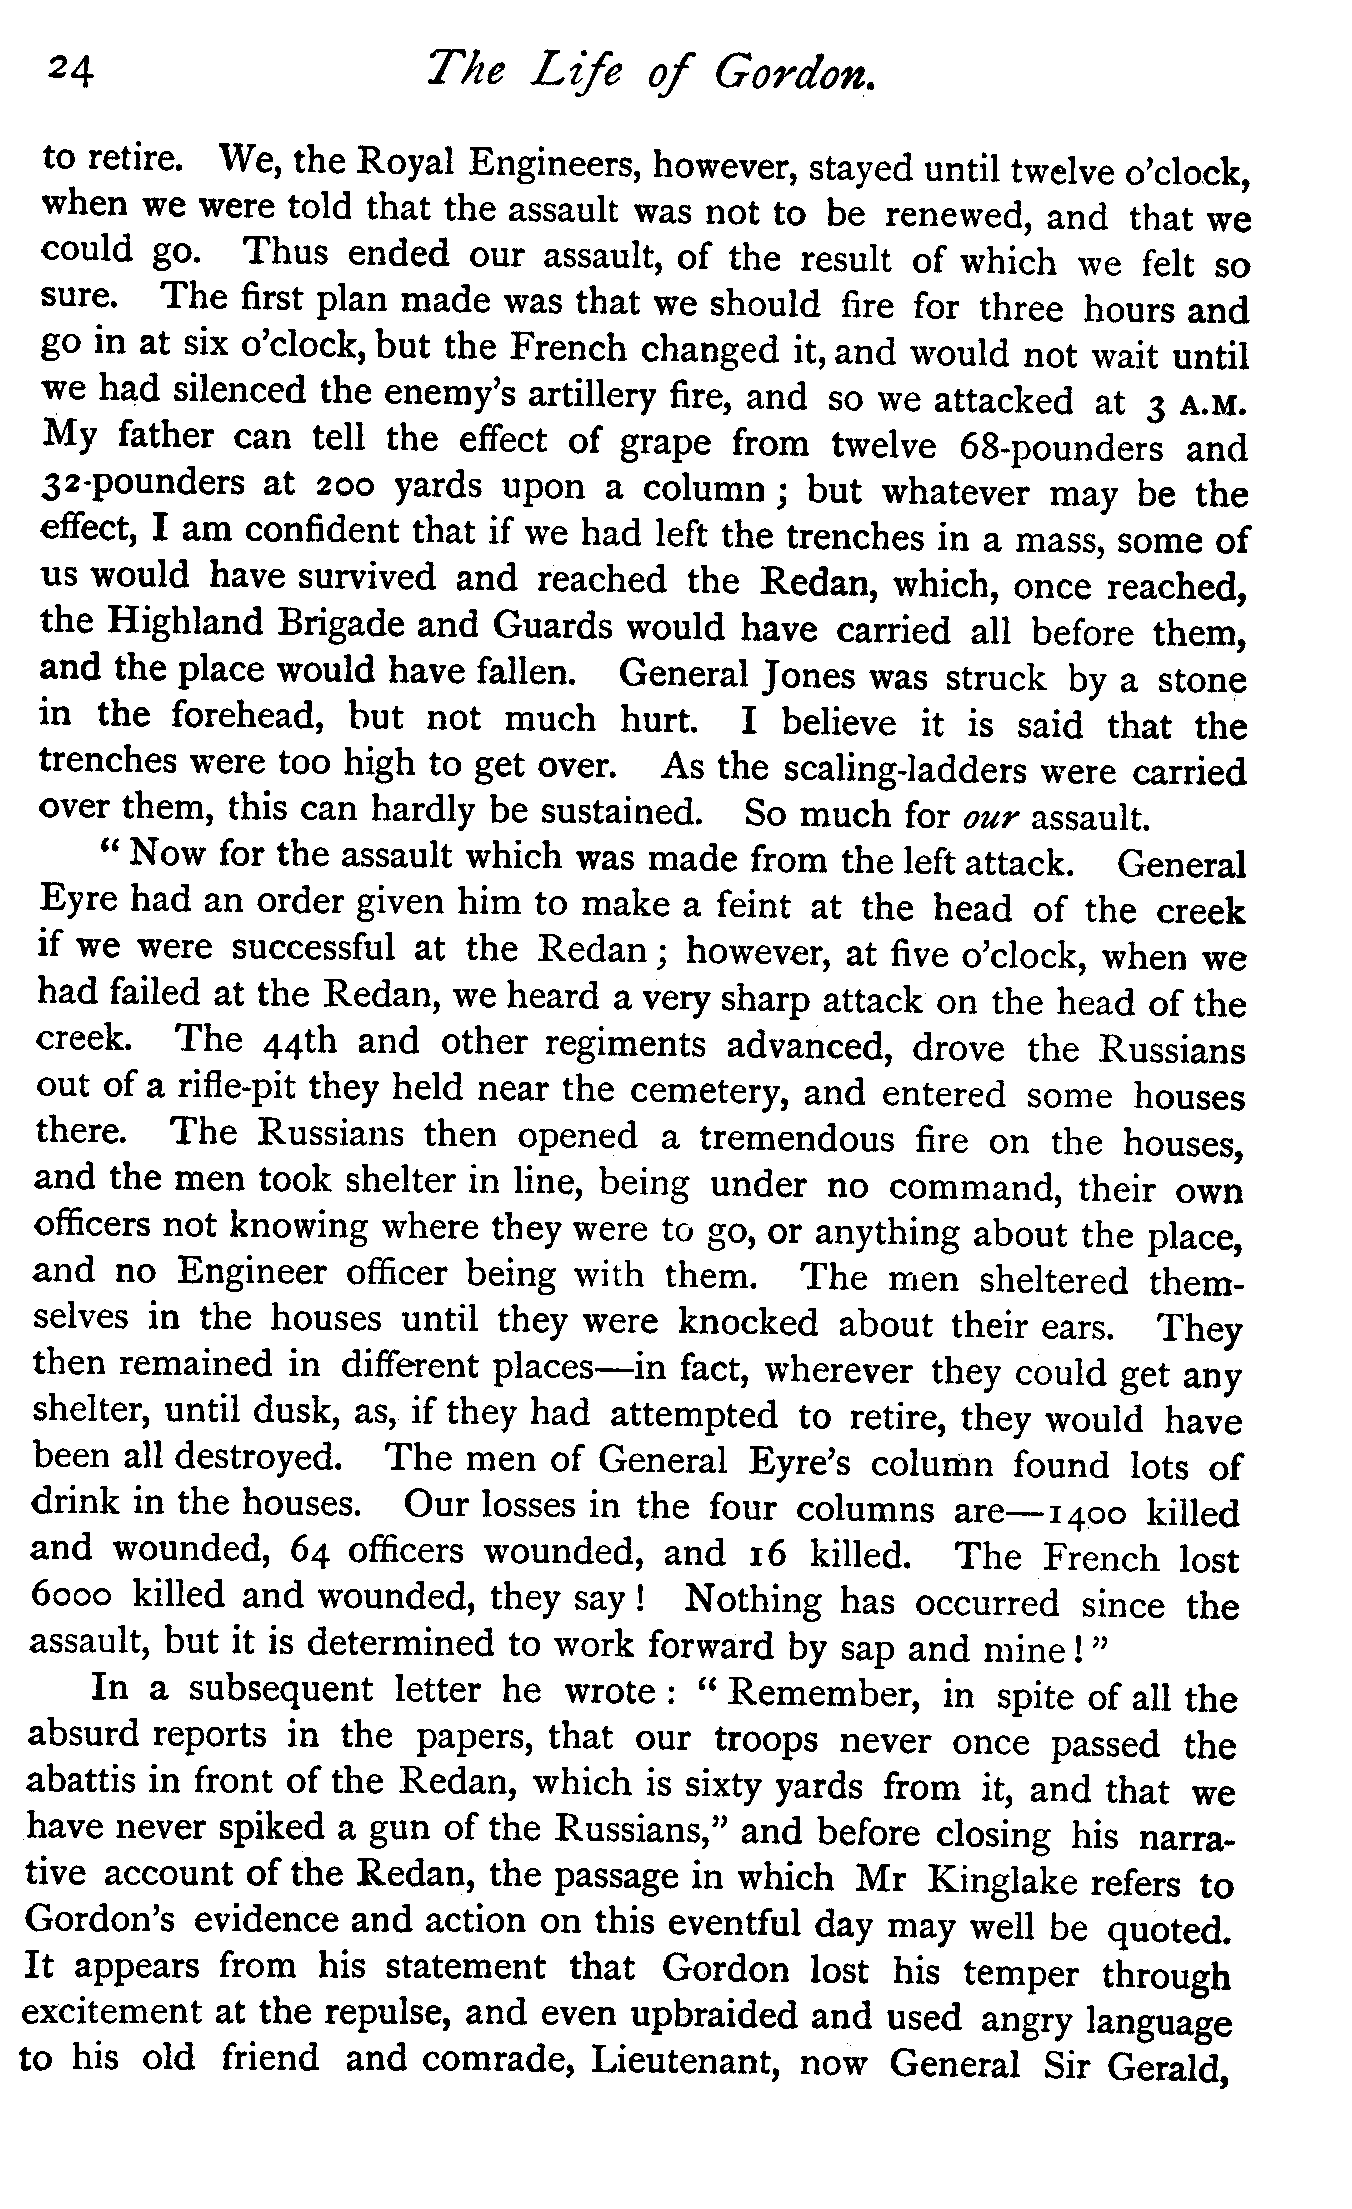 24 The Life of Gordon.
to retire. We, the Royal Engineers, however, stayed until twelve o'clock,
when we were told that the assault was not to be renewed, and that we
could go. Thus ended our assault, of the result of which we felt so
sure. The first plan made was that we should fire for three hours and
go in at six o'clock, but the French changed it, and would not wait until
we had silenced the enemy's artillery fire, and so we attacked at 3 A.M.
My father can tell the effect of grape from twelve 68-pounders and
32-pounders at 200 yards upon a column; but whatever may be the
effect, I am confident that if we had left the trenches in a mass, some of
us would have survived and reached the Redan, which, once reached,
the Highland Brigade and Guards would have carried all before them,
and the place would have fallen. General Jones was struck by a stone
in the forehead, but not much hurt. I believe it is said that the
trenches were too high to get over. As the scaling-ladders were carried
over them, this can hardly be sustained. So much for our assault.
"Now for the assault which was made from the left attack. General
Eyre had an order given him to make a feint at the head of the creek
if we were successful at the Redan; however, at five o'clock, when we
had failed at the Redan, we heard a very sharp attack on the head of the
creek. The 44th and other regiments advanced, drove the Russians
out of a rifle-pit they held near the cemetery, and entered some houses
there. The Russians then opened a tremendous fire on the houses,
and the men took shelter in line, being under no command, their own
officers not knowing where they were to go, or anything about the place,
and no Engineer officer being with them. The men sheltered them-
selves in the houses until they were knocked about their ears. They
then remained in different places—in fact, wherever they could get any
shelter, until dusk, as, if they had attempted to retire, they would have
been all destroyed. The men of General Eyre's column found lots of
drink in the houses. Our losses in the four columns are—1400 killed
and wounded, 64 officers wounded, and 16 killed. The French lost
6000 killed and wounded, they say! Nothing has occurred since the
assault, but it is determined to work forward by sap and mine!"
In a subsequent letter he wrote: "Remember, in spite of all the
absurd reports in the papers, that our troops never once passed the
abattis in front of the Redan, which is sixty yards from it, and that we
have never spiked a gun of the Russians," and before closing his narra-
tive account of the Redan, the passage in which Mr Kinglake refers to
Gordon's evidence and action on this eventful day may well be quoted.
It appears from his statement that Gordon lost his temper through
excitement at the repulse, and even upbraided and used angry language
to his old friend and comrade, Lieutenant, now General Sir Gerald,